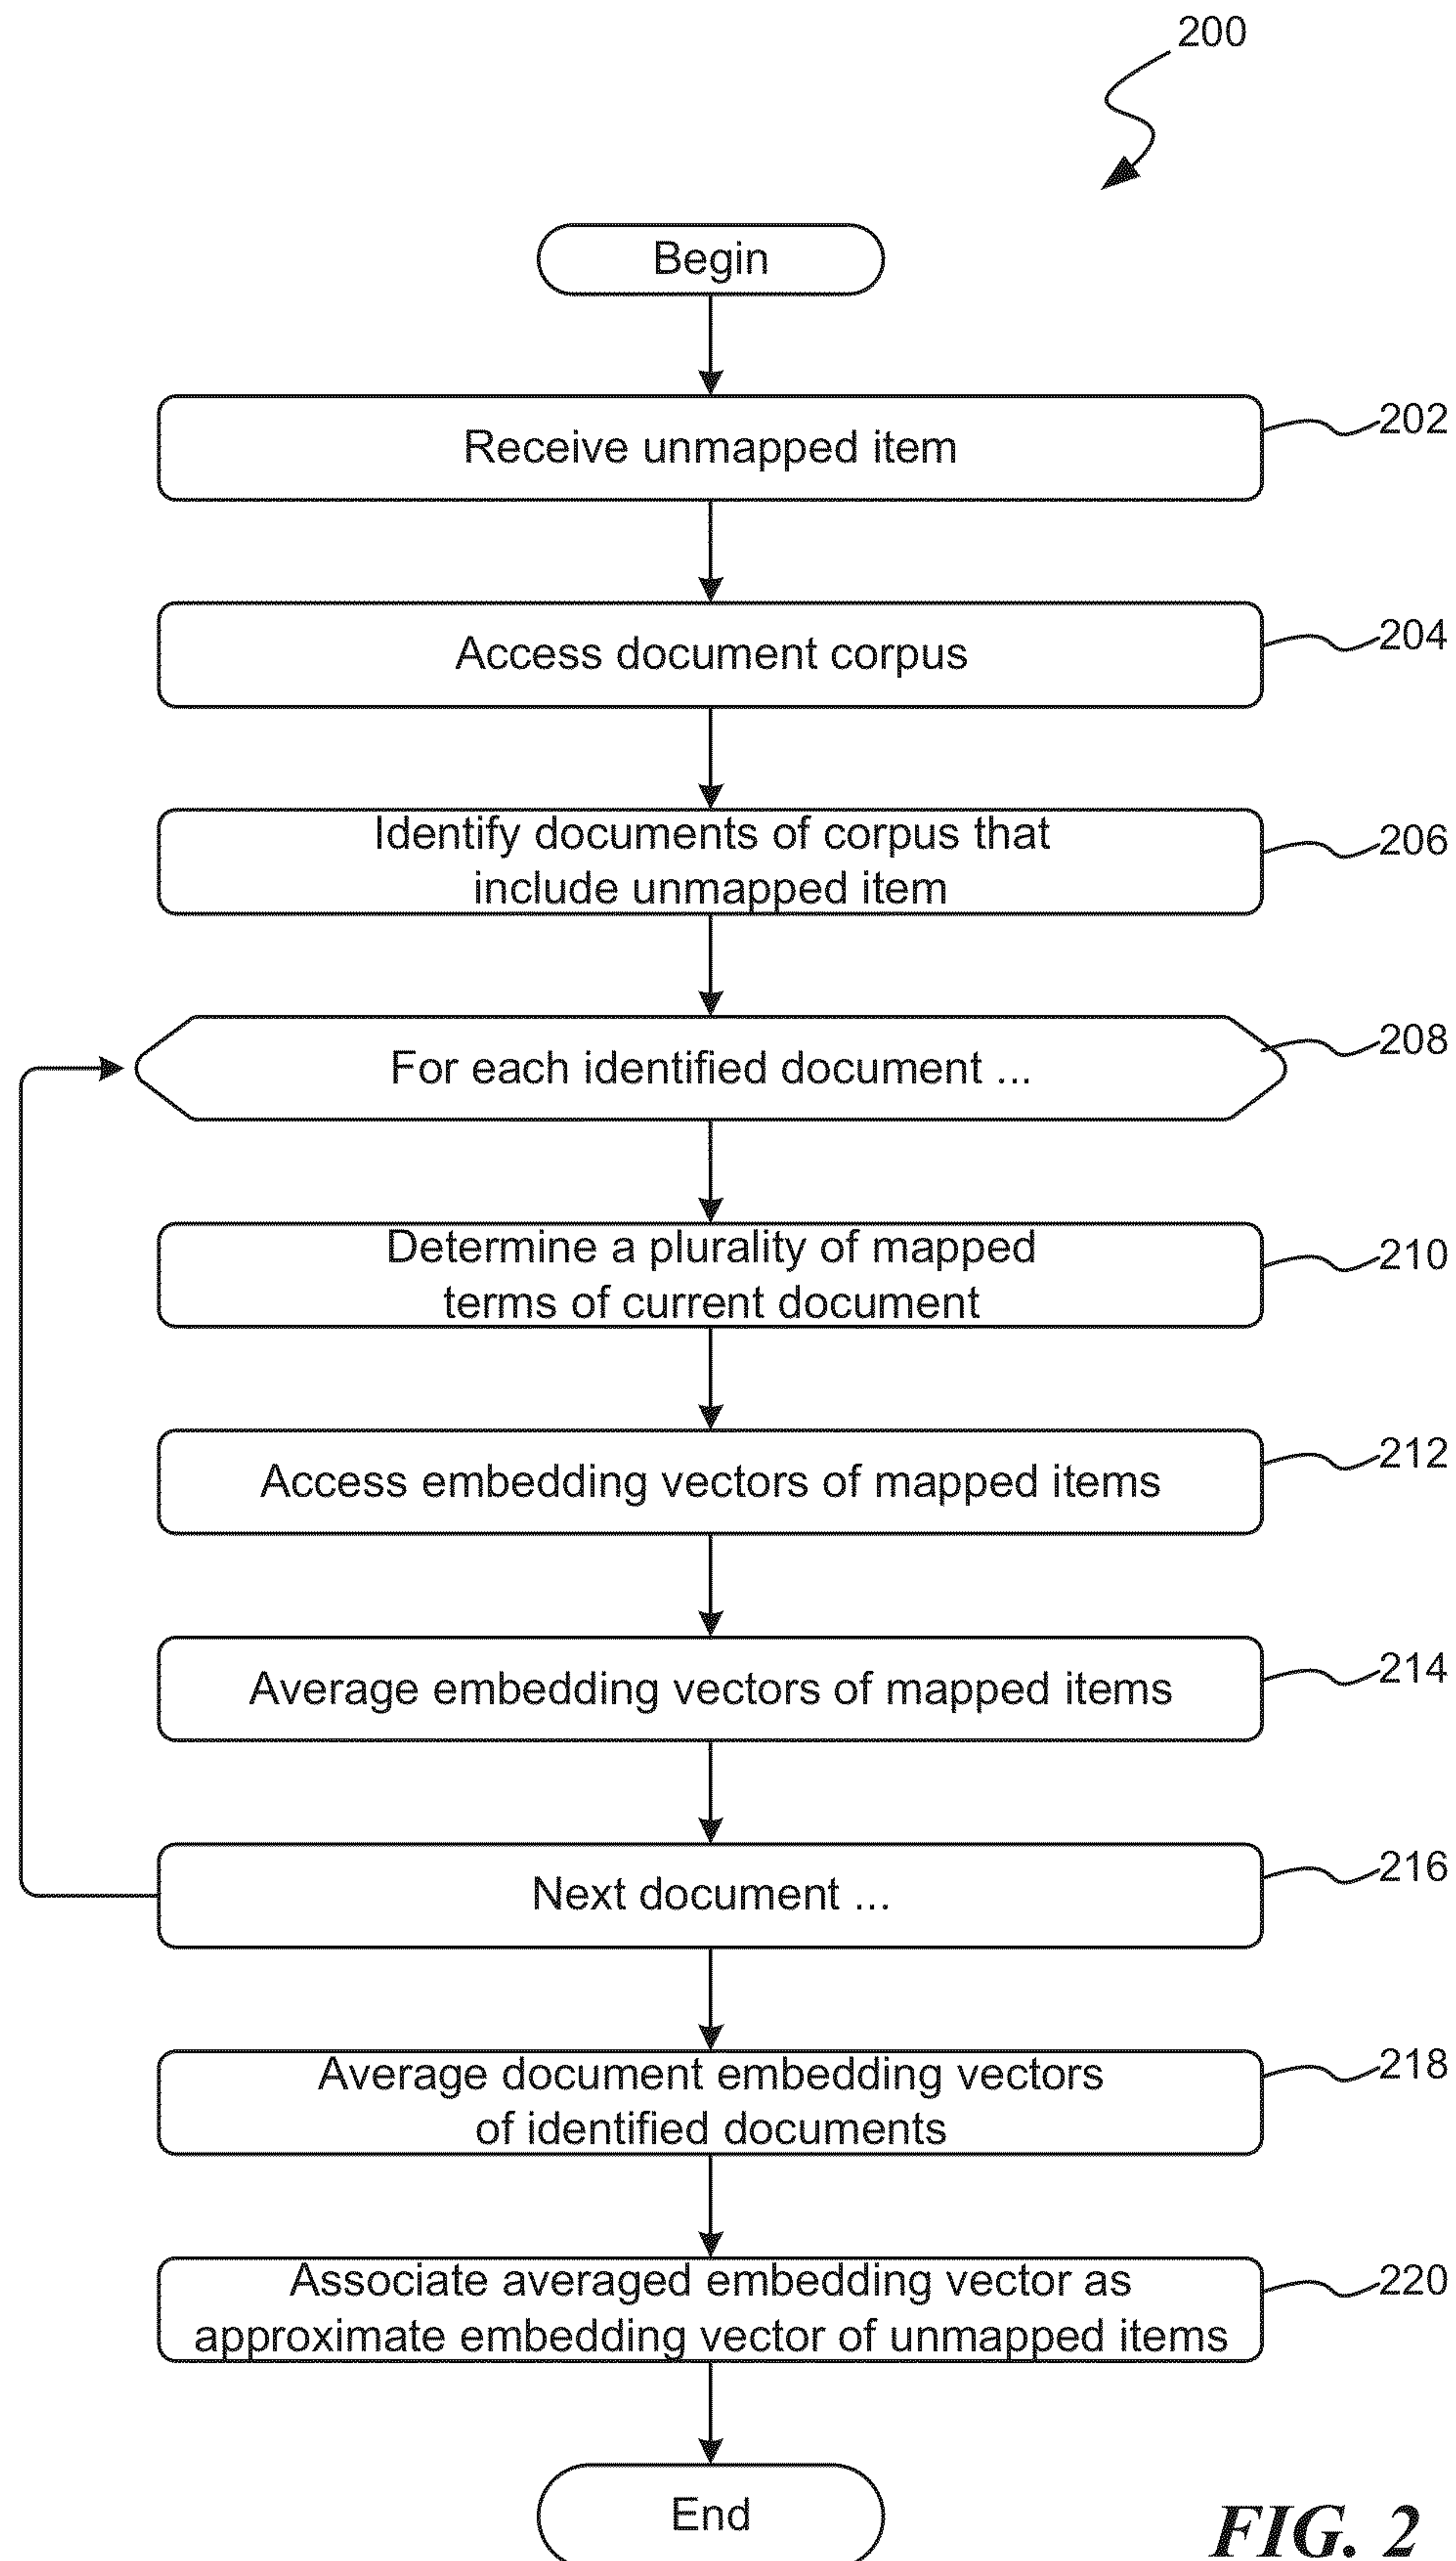 200
Begin
Receive unmapped item
202
Access document corpus
204
Identify documents of corpus that
include unmapped item
206
For each identified document ...
208
Determine a plurality of mapped
terms of current document
210
Access embedding vectors of mapped items
212
Average embedding vectors of mapped items
214
Next document ...
216
Average document embedding vectors
of identified documents
218
Associate averaged embedding vector as
approximate embedding vector of unmapped items
220
End
FIG. 2